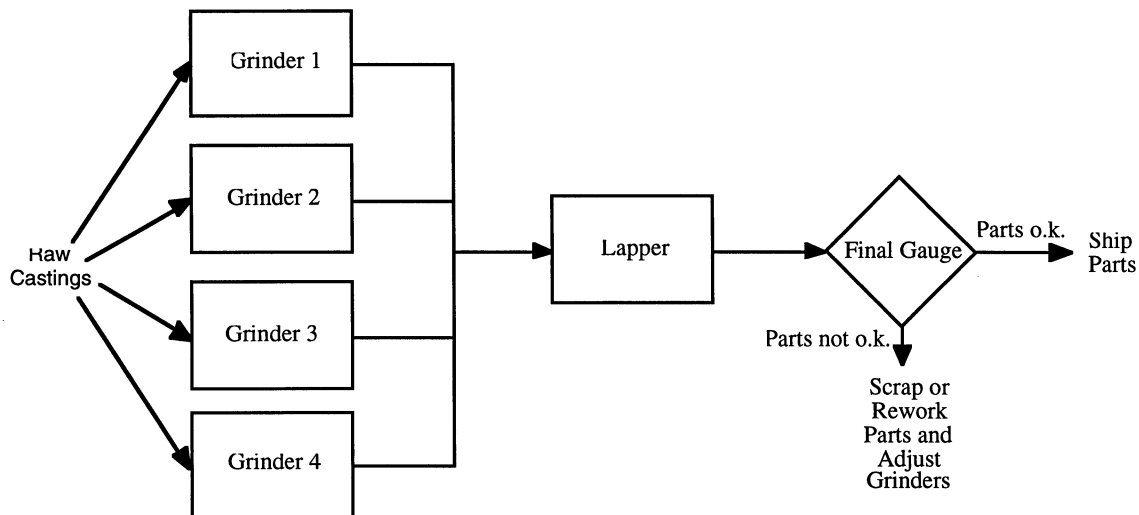 Grinder 1
Grinder 2
Raw
Castings
Grinder 3
Grinder 4
Lapper
Final Gauge
Parts o.k.
Ship
Parts
Parts not o.k.
Scrap or
Rework
Parts and
Adjust
Grinders